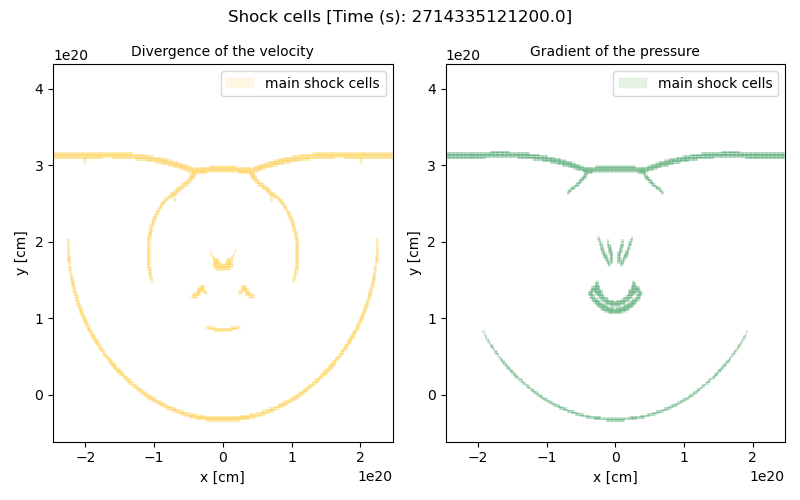 Shock cells [Time (s): 2714335121200.0]
Divergence of the velocity
Gradient of the pressure
1e20
1e20
main shock cells
main shock cells
4
3
2
1
0
y [cm]
4
3
2
1
0
y [cm]
−2
−1
0
1
2
−2
−1
0
1
2
x [cm]
1e20
x [cm]
1e20